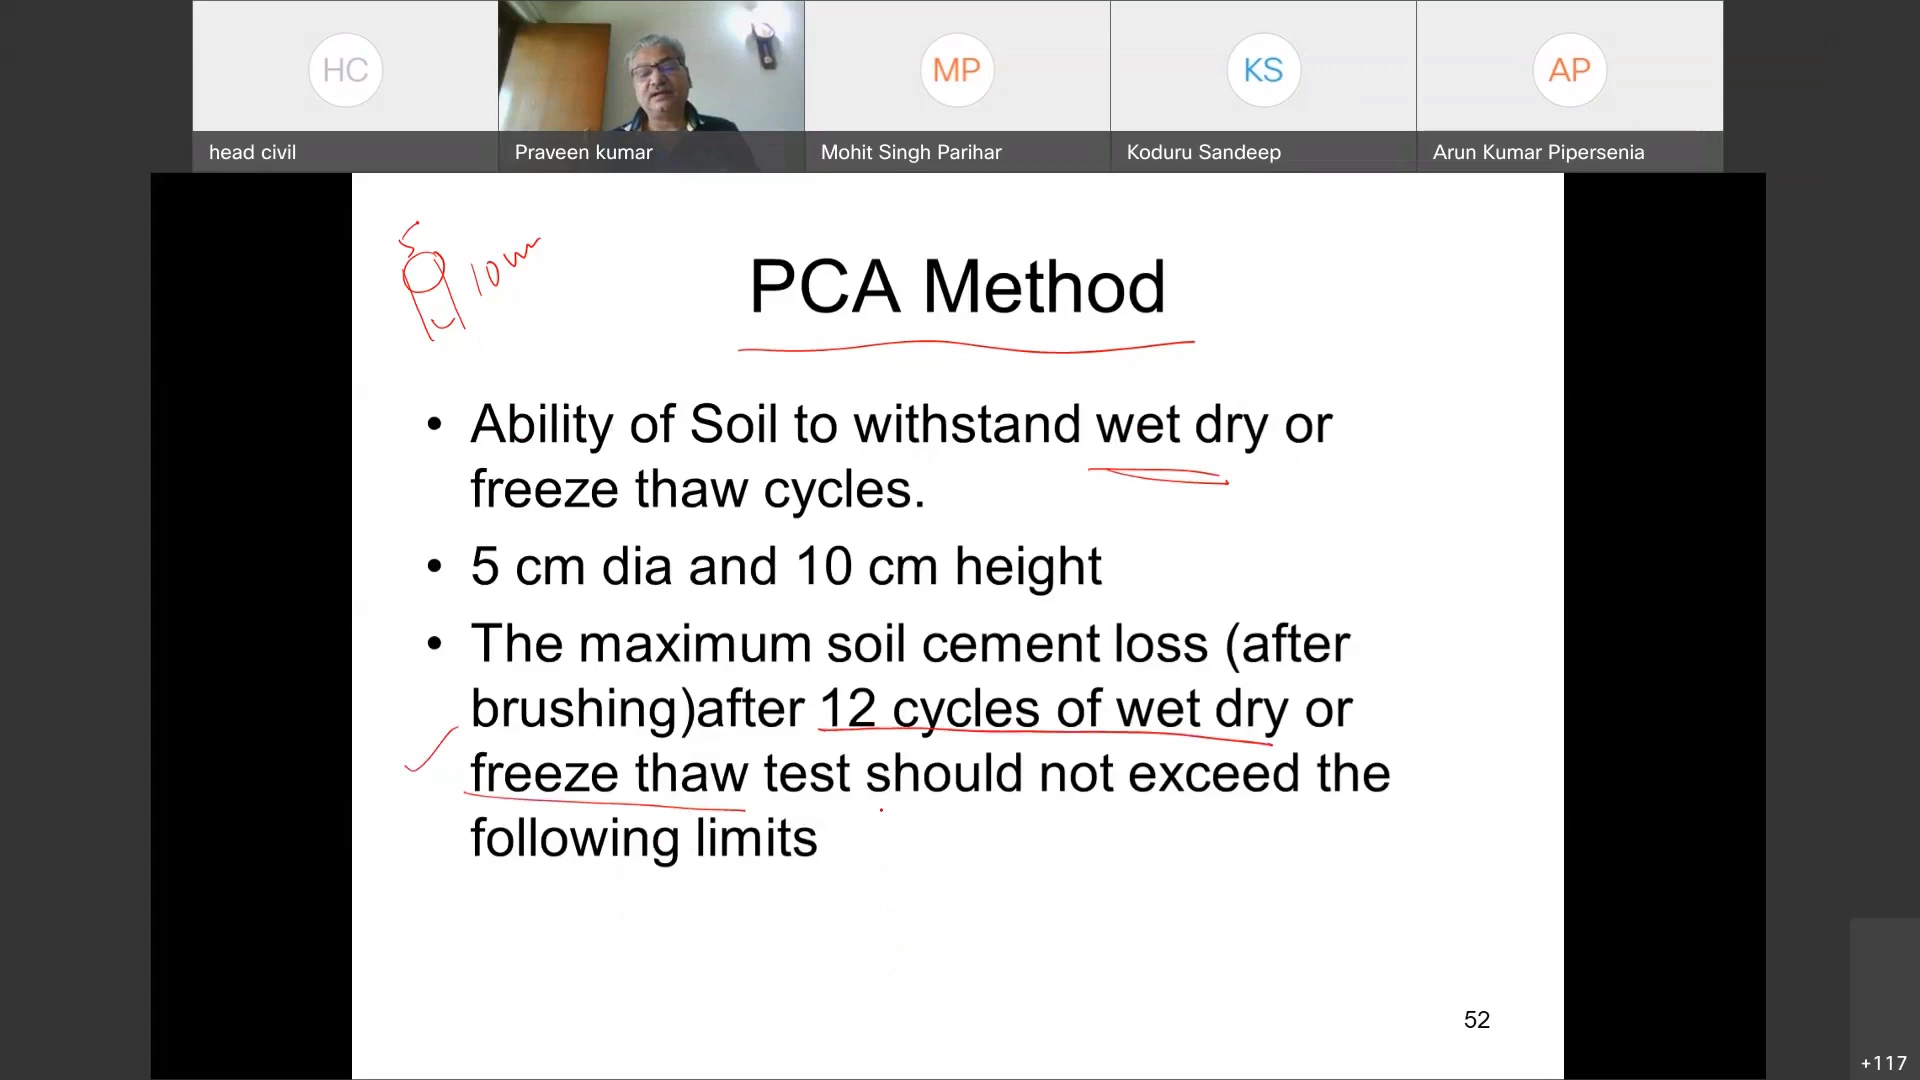 HC
MP
KS
AP
head civil
Praveen kumar
Mohit Singh Parihar
Koduru Sandeep
Arun Kumar Pipersenia
5
10 cm
PCA Method
• Ability of Soil to withstand wet dry or
freeze thaw cycles.
• 5 cm dia and 10 cm height
• The maximum soil cement loss (after
brushing)after 12 cycles of wet dry or
freeze thaw test should not exceed the
following limits
52
+117